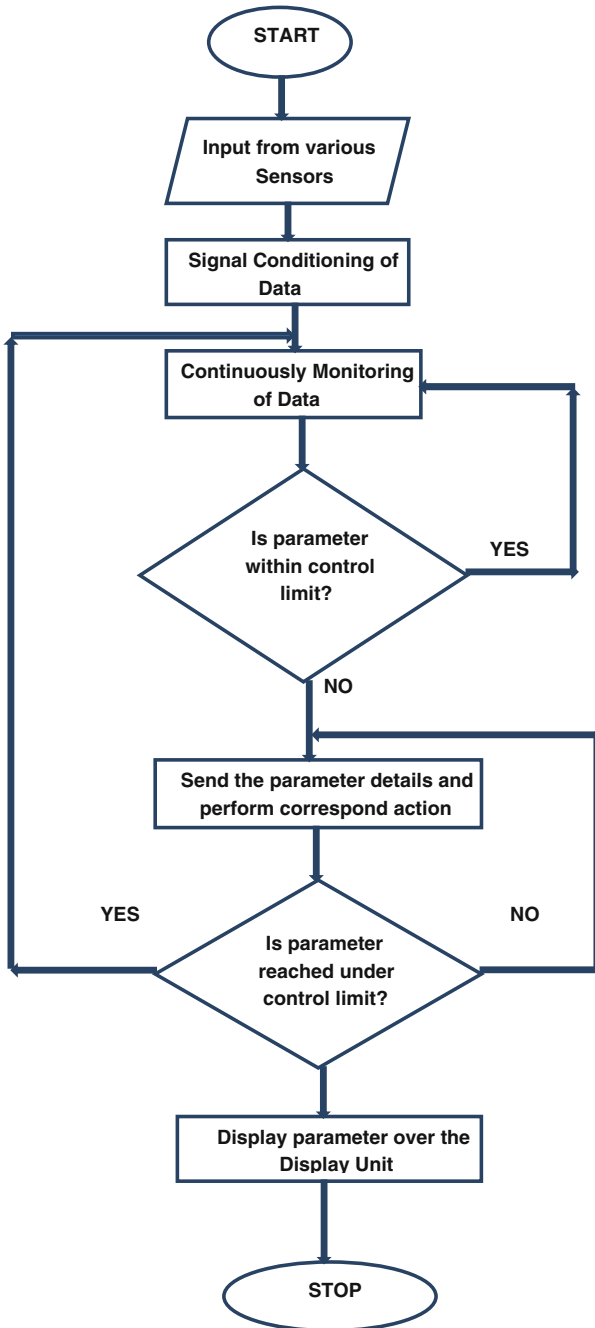 START
Input from various
Sensors
Signal Conditioning of
Data
Continuously Monitoring
of Data
Is parameter
within control
limit?
YES
NO
Send the parameter details and
perform correspond action
YES
NO
Is parameter
reached under
control limit?
Display parameter over the
Display Unit
STOP